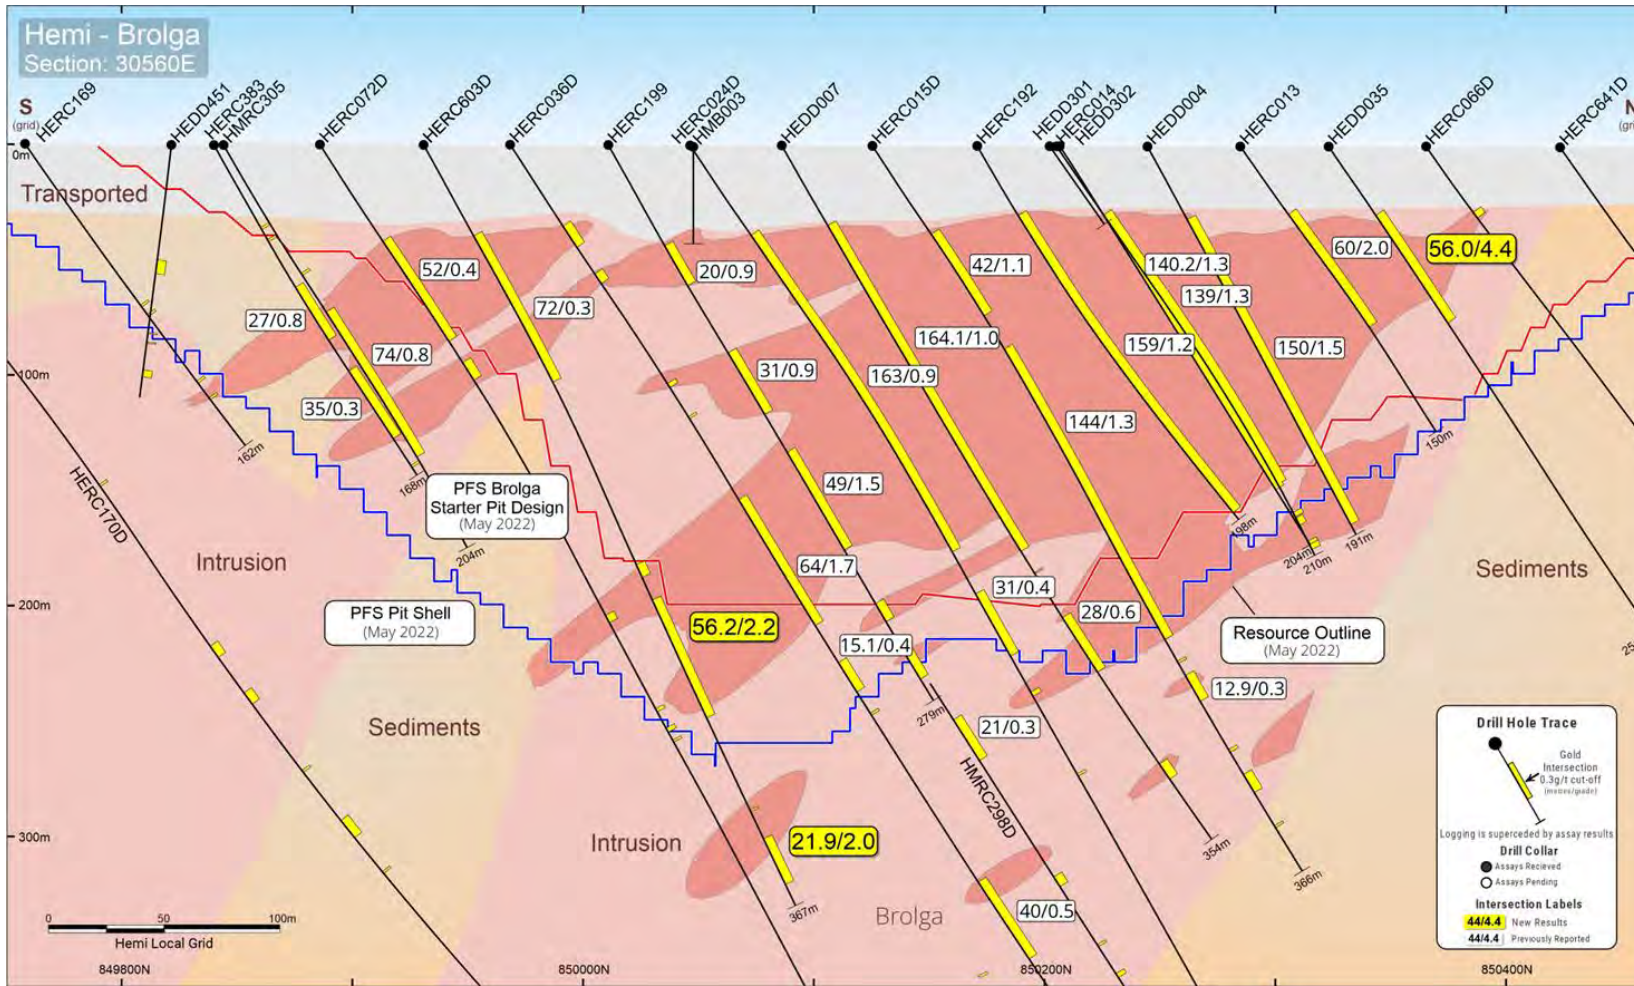 Hemi - Brolga
Section: 30560E
S
(grid)
HERC169
HEDD451
HERC383
HMRC305
HERC072D
HERC603D
HERC036D
HERC199
HERC024D
HMB003
HEDD007
HERC015D
HERC192
HEDD301
HERC014
HEDD302
HEDD004
HERC013
HEDD035
HERC066D
HERC641D
0m
Transported
52/0.4
20/0.9
42/1.1
140.2/1.3
60/2.0
56.0/4.4
27/0.8
72/0.3
139/1.3
74/0.8
164.1/1.0
159/1.2
150/1.5
100m
31/0.9
163/0.9
35/0.3
144/1.3
162m
150m
168m
HERC170D
PFS Brolga
Starter Pit Design
(May 2022)
49/1.5
198m
204m
204m
210m
191m
Intrusion
64/1.7
31/0.4
Sediments
200m
PFS Pit Shell
(May 2022)
56.2/2.2
28/0.6
15.1/0.4
Resource Outline
(May 2022)
12.9/0.3
279m
Sediments
21/0.3
HMRC298D
300m
Intrusion
21.9/2.0
354m
366m
367m
Brolga
40/0.5
Drill Hole Trace
Gold
Intersection
0.3g/t cut-off
(metres/grade)
Logging is superceded by assay results
Drill Collar
Assays Recieved
Assays Pending
Intersection Labels
44/4.4 New Results
44/4.4 Previously Reported
0 50 100m
Hemi Local Grid
849800N
850000N
850200N
850400N